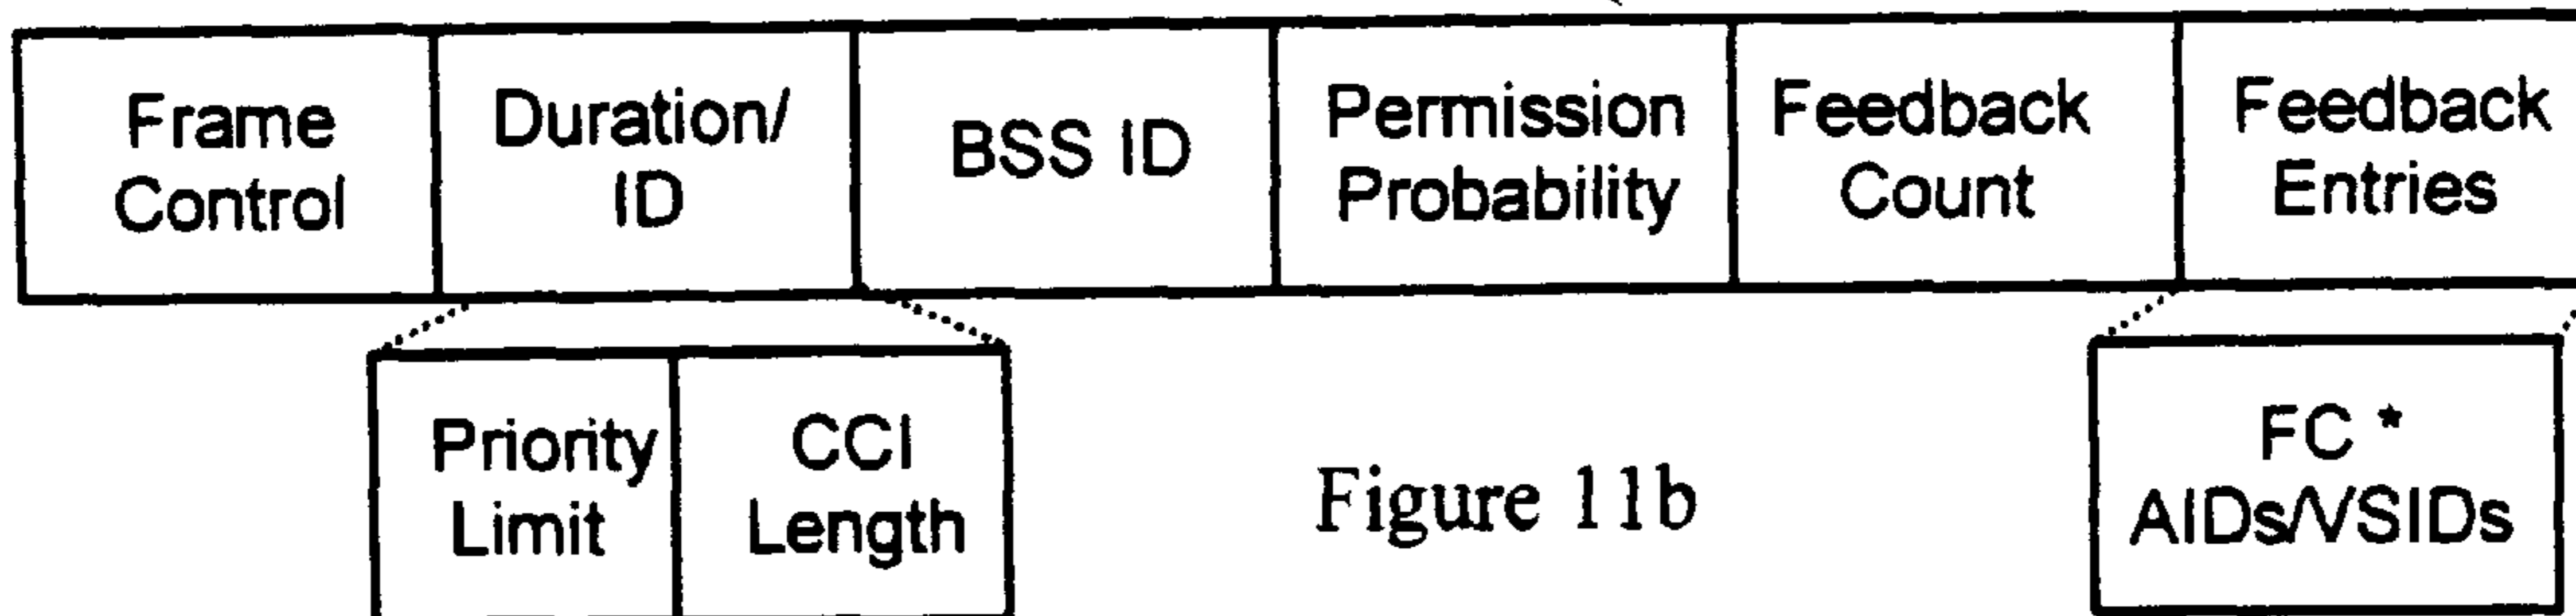 Frame
Control
Duration/
ID
BSS ID
Permission
Probability
Feedback
Count
Feedback
Entries
Priority
Limit
CCI
Length
Figure 11b
FC *
AIDs/VSIDs